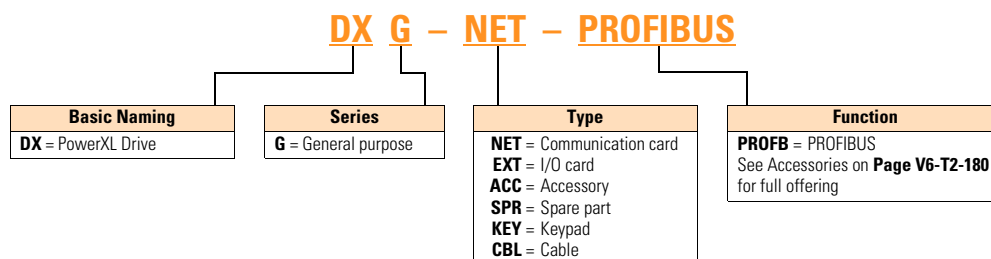 DX G – NET – PROFIBUS
Basic Naming
DX = PowerXL Drive
Series
G = General purpose
Type
NET = Communication card
EXT = I/O card
ACC = Accessory
SPR = Spare part
KEY = Keypad
CBL = Cable
Function
PROFB = PROFIBUS
See Accessories on Page V6-T2-180
for full offering